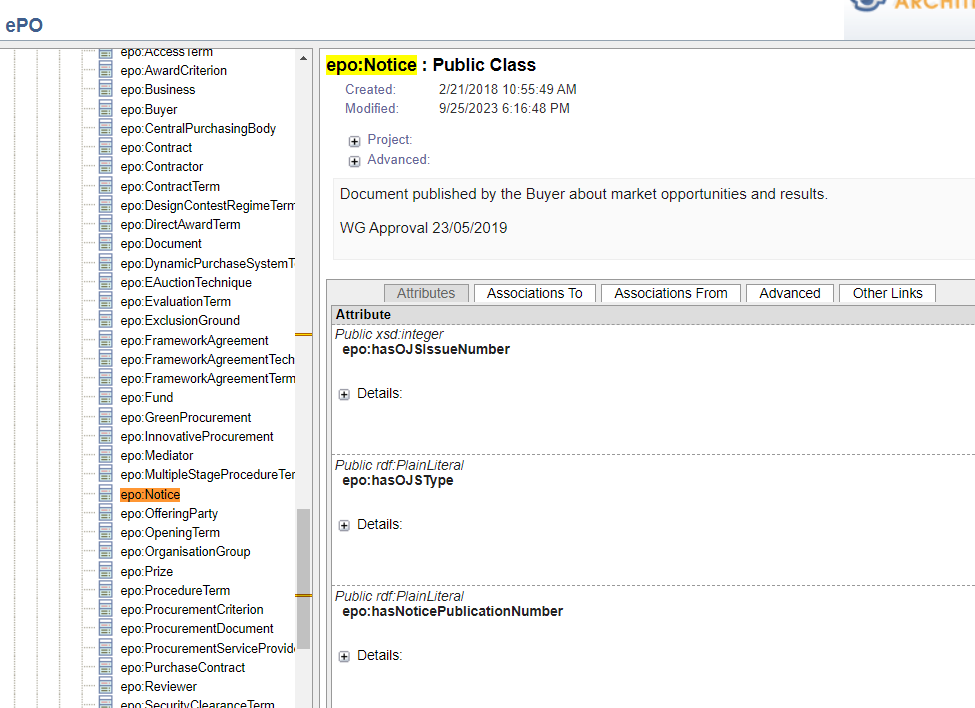 ePO
ARCHITE
epo:AccessTerm
epo:AwardCriterion
epo:Business
epo:Buyer
epo:CentralPurchasingBody
epo:Contract
epo:Contractor
epo:ContractTerm
epo:DesignContestRegimeTerm
epo:DirectAwardTerm
epo:Document
epo:DynamicPurchaseSystemT
epo:EAuctionTechnique
epo:EvaluationTerm
epo:ExclusionGround
epo:FrameworkAgreement
epo:FrameworkAgreementTech
epo:FrameworkAgreementTerm
epo:Fund
epo:GreenProcurement
epo:InnovativeProcurement
epo:Mediator
epo:MultipleStageProcedureTer
epo:Notice
epo:OfferingParty
epo:OpeningTerm
epo:OrganisationGroup
epo:Prize
epo:ProcedureTerm
epo:ProcurementCriterion
epo:ProcurementDocument
epo:ProcurementServiceProvide
epo:PurchaseContract
epo:Reviewer
epo:SecurityClearanceTerm
epo:Notice : Public Class
Created: 2/21/2018 10:55:49 AM
Modified: 9/25/2023 6:16:48 PM
Project:
Advanced:
Document published by the Buyer about market opportunities and results.
WG Approval 23/05/2019
Attributes Associations To Associations From Advanced Other Links
Attribute
Public xsd:integer
epo:hasOJSIssueNumber
Details:
Public rdf:PlainLiteral
epo:hasOJSType
Details:
Public rdf:PlainLiteral
epo:hasNoticePublicationNumber
Details: